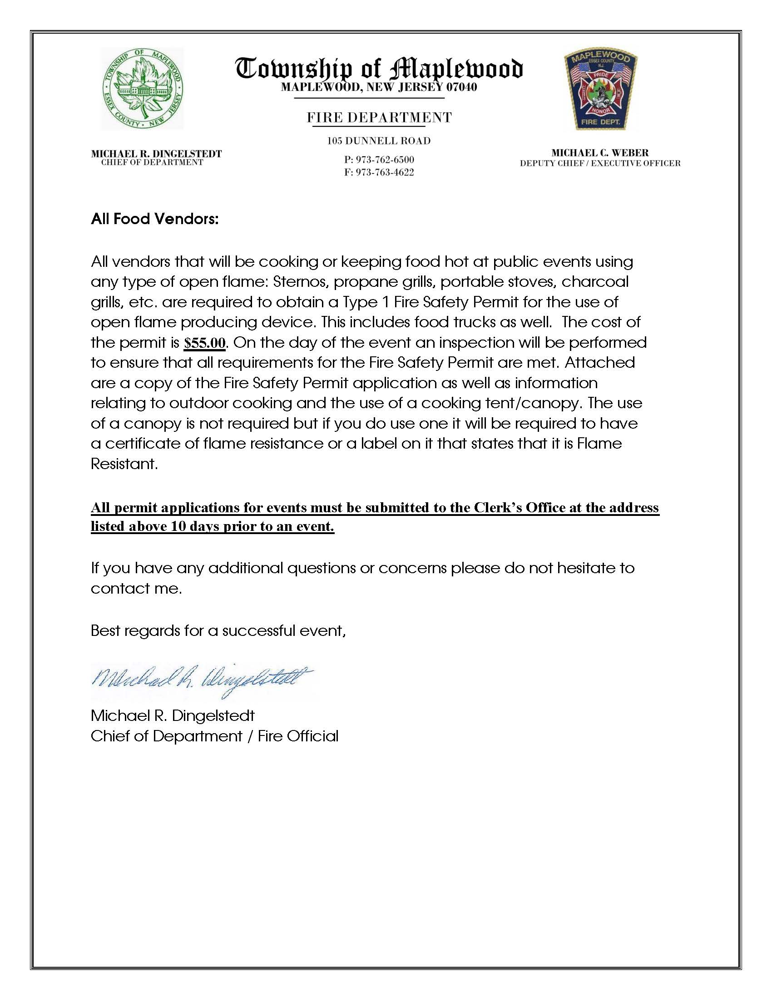 TOWNSHIP OF MAPLEWOOD
ESSEX COUNTY · NEW JERSEY
Township of Maplewood
MAPLEWOOD, NEW JERSEY 07040
FIRE DEPARTMENT
105 DUNNELL ROAD
P: 973-762-6500
F: 973-763-4622
MAPLEWOOD
ESSEX COUNTY
N.J.
PRIDE
HONOR
FIRE DEPT.
MICHAEL R. DINGELSTEDT
CHIEF OF DEPARTMENT
MICHAEL C. WEBER
DEPUTY CHIEF / EXECUTIVE OFFICER
All Food Vendors:
All vendors that will be cooking or keeping food hot at public events using
any type of open flame: Sternos, propane grills, portable stoves, charcoal
grills, etc. are required to obtain a Type 1 Fire Safety Permit for the use of
open flame producing device. This includes food trucks as well.  The cost of
the permit is $55.00. On the day of the event an inspection will be performed
to ensure that all requirements for the Fire Safety Permit are met. Attached
are a copy of the Fire Safety Permit application as well as information
relating to outdoor cooking and the use of a cooking tent/canopy. The use
of a canopy is not required but if you do use one it will be required to have
a certificate of flame resistance or a label on it that states that it is Flame
Resistant.
All permit applications for events must be submitted to the Clerk's Office at the address
listed above 10 days prior to an event.
If you have any additional questions or concerns please do not hesitate to
contact me.
Best regards for a successful event,
Michael R. Dingelstedt
Michael R. Dingelstedt
Chief of Department / Fire Official